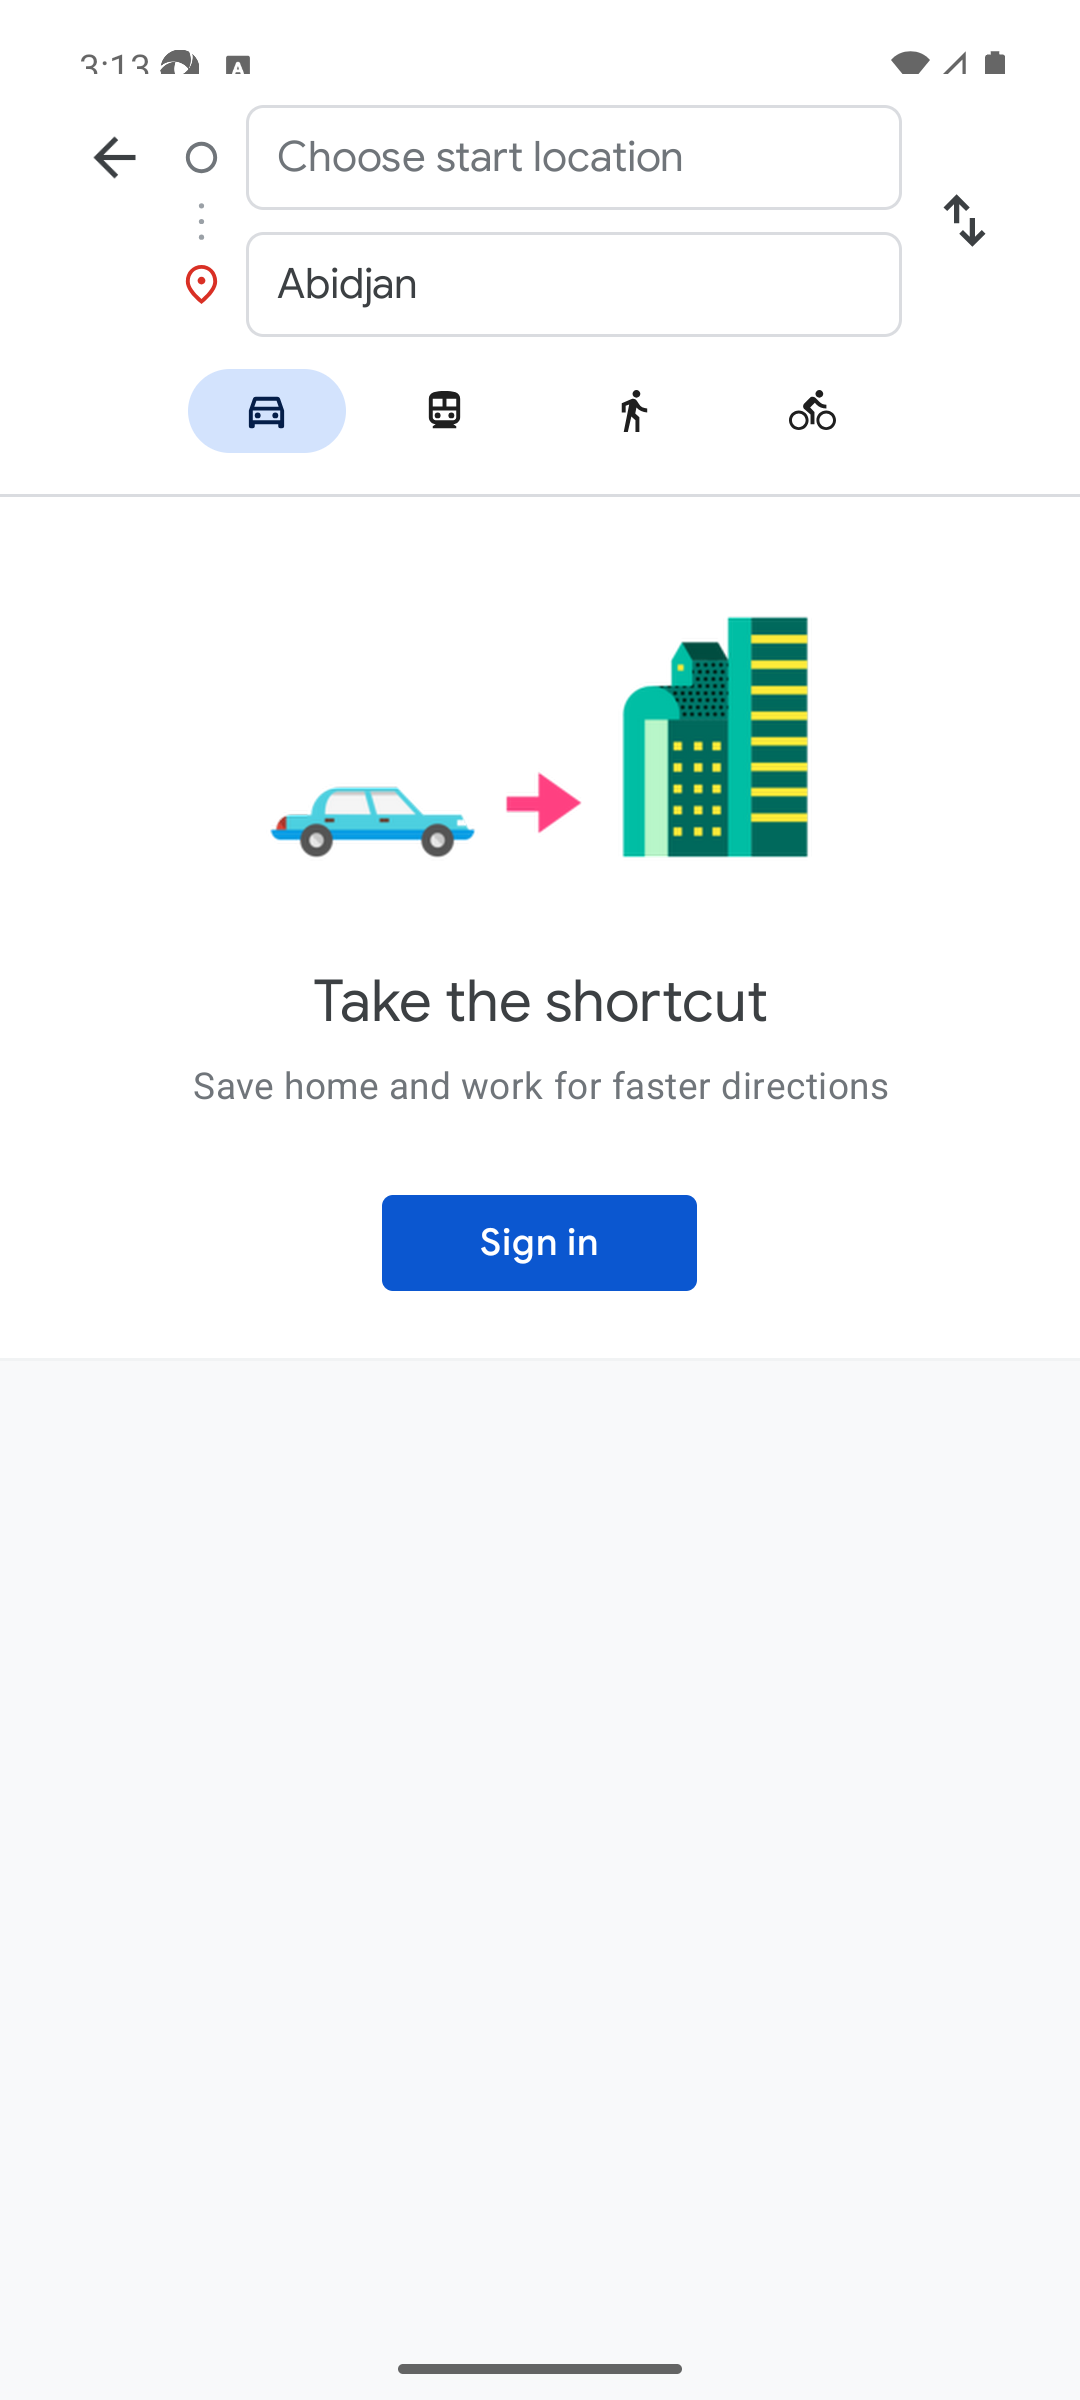 3:13
Choose start location
Abidjan
Take the shortcut
Save home and work for faster directions
Sign in